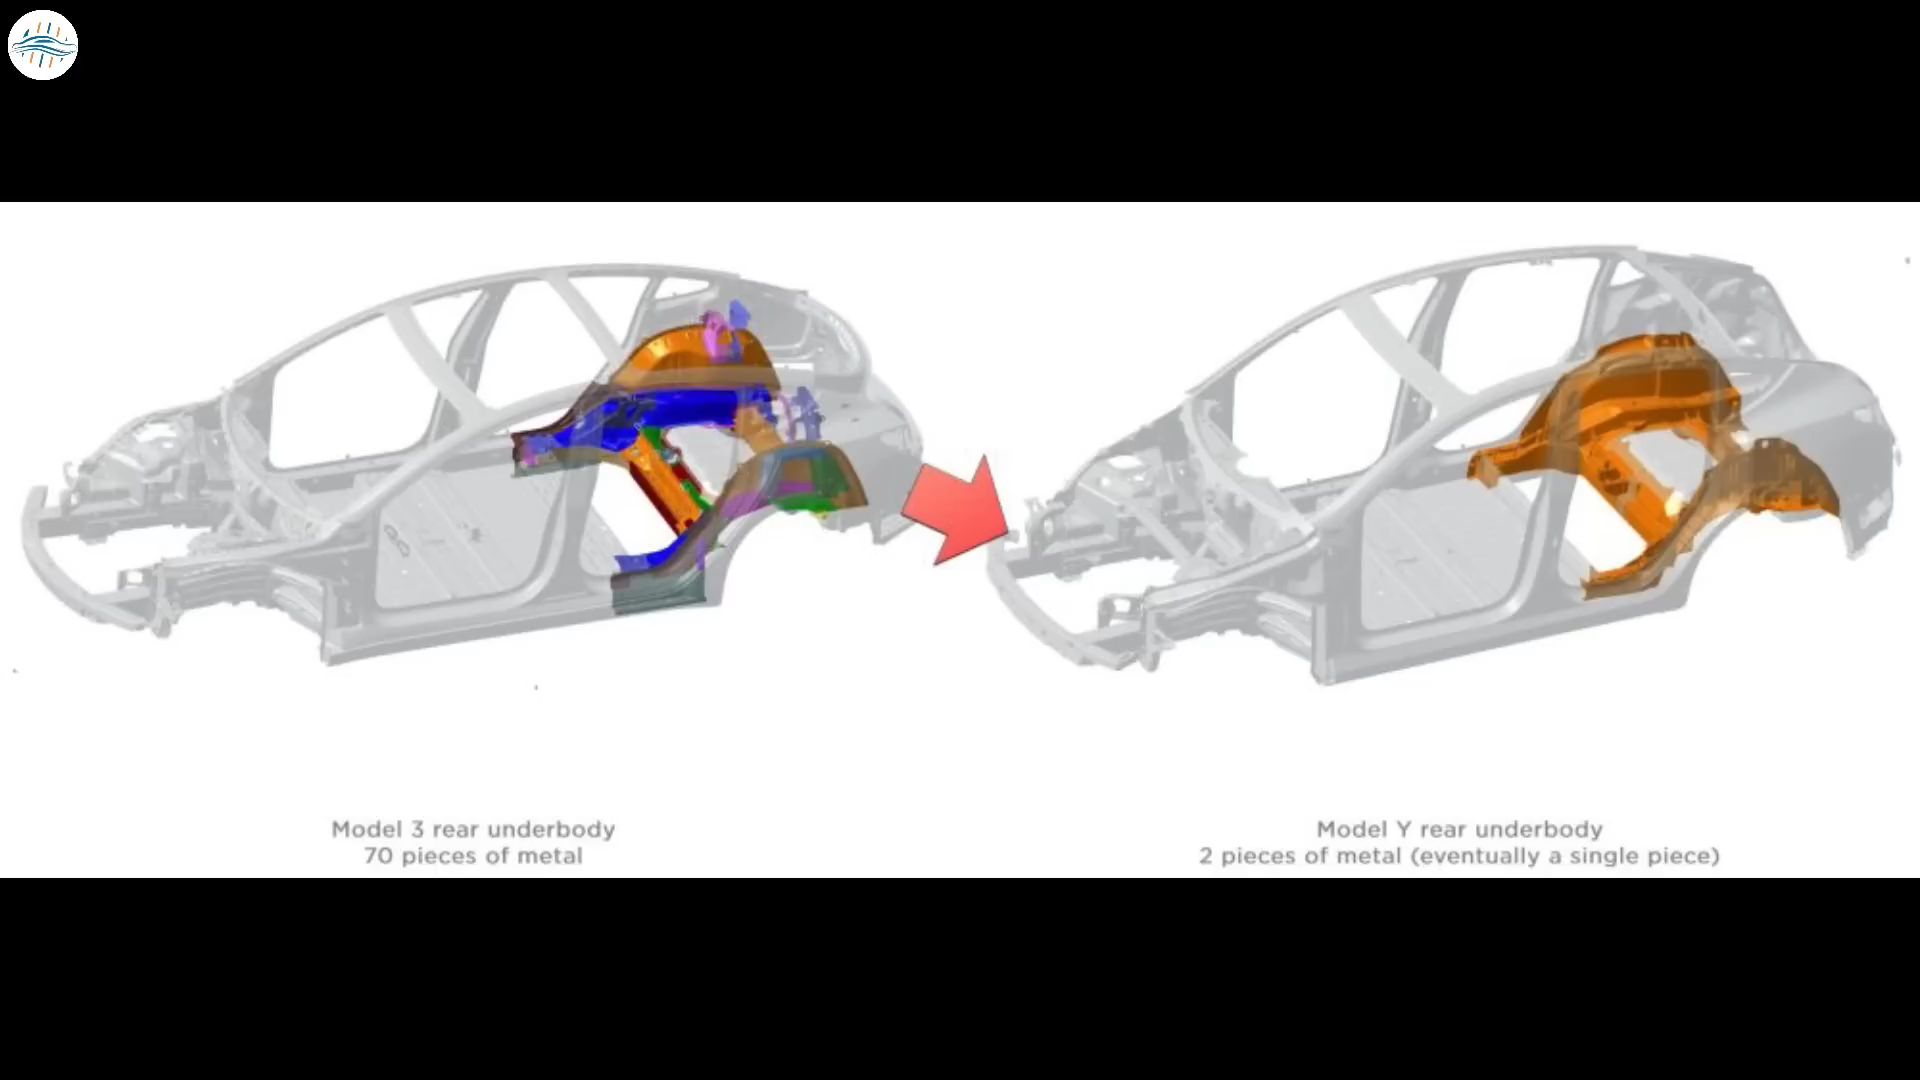 Model 3 rear underbody
70 pieces of metal
Model Y rear underbody
2 pieces of metal (eventually a single piece)